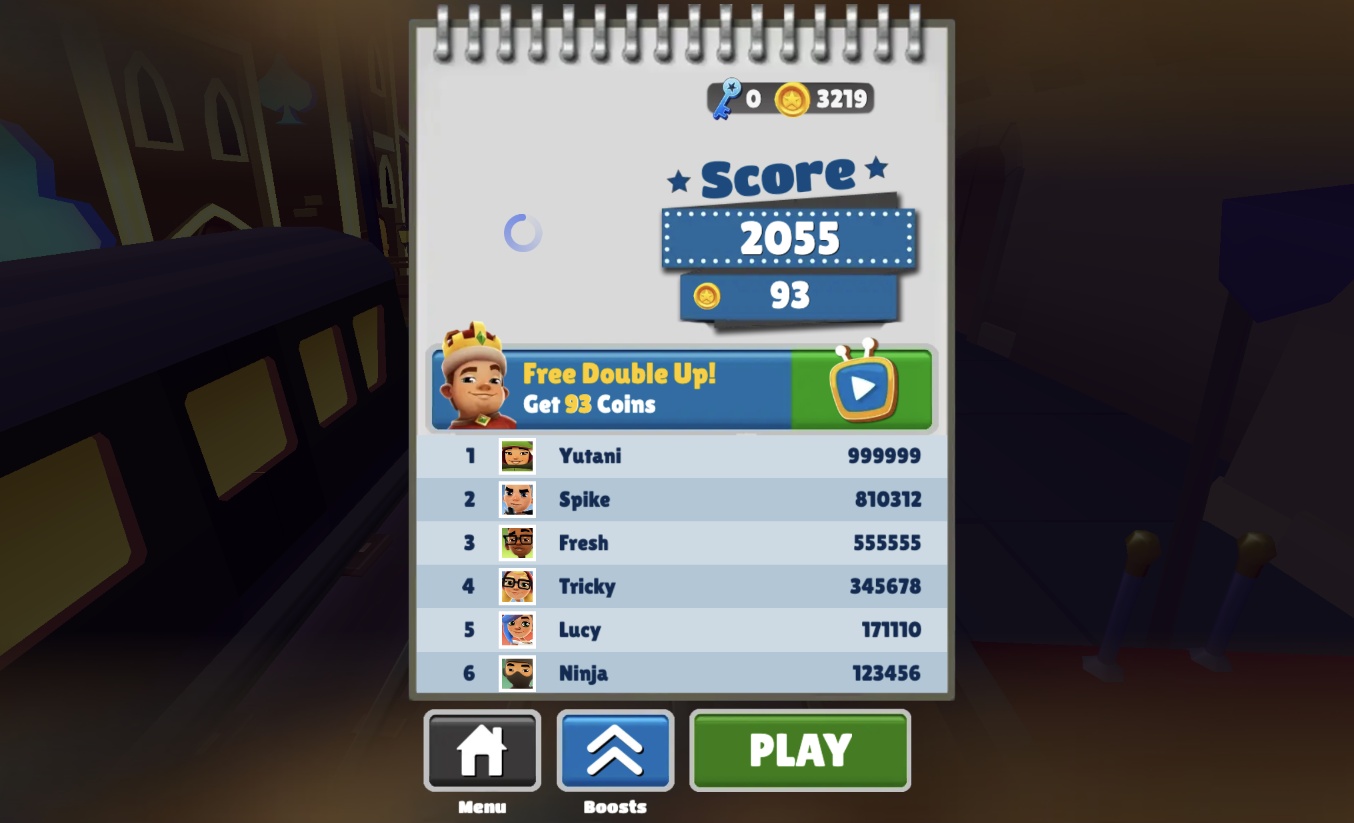 0 3219
Score
2055
93
Free Double Up!
Get 93 Coins
1 Yutani 999999
2 Spike 810312
3 Fresh 555555
4 Tricky 345678
5 Lucy 171110
6 Ninja 123456
PLAY
Menu Boosts